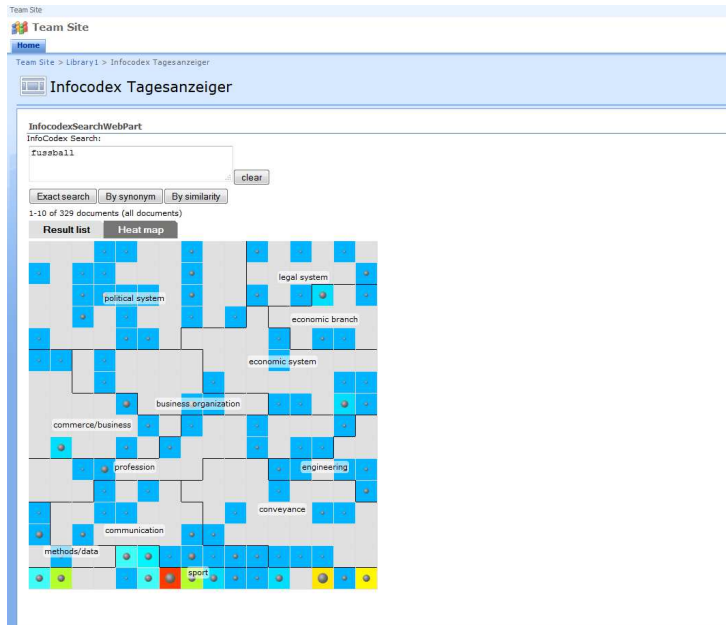 Team Site
Team Site
Home
Team Site > Library1 > Infocodex Tagesanzeiger
Infocodex Tagesanzeiger
InfocodexSearchWebPart
InfoCodex Search:
fussball
clear
Exact search By synonym By similarity
1-10 of 329 documents (all documents)
Result list Heat map
legal system
political system
economic branch
economic system
business organization
commerce/business
profession
engineering
conveyance
communication
methods/data
sport